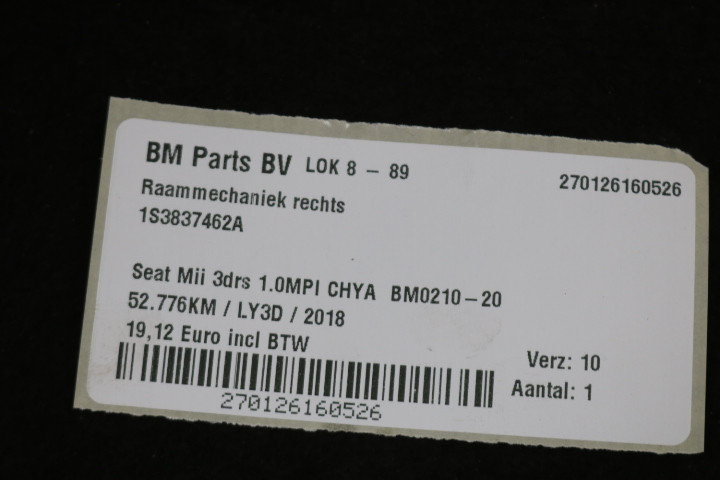 BM Parts BV LOK 8 - 89
270126160526
Raammechaniek rechts
1S3837462A
Seat Mii 3drs 1.0MPI CHYA BM0210-20
52.776KM / LY3D / 2018
19,12 Euro incl BTW
Verz: 10
Aantal: 1
270126160526